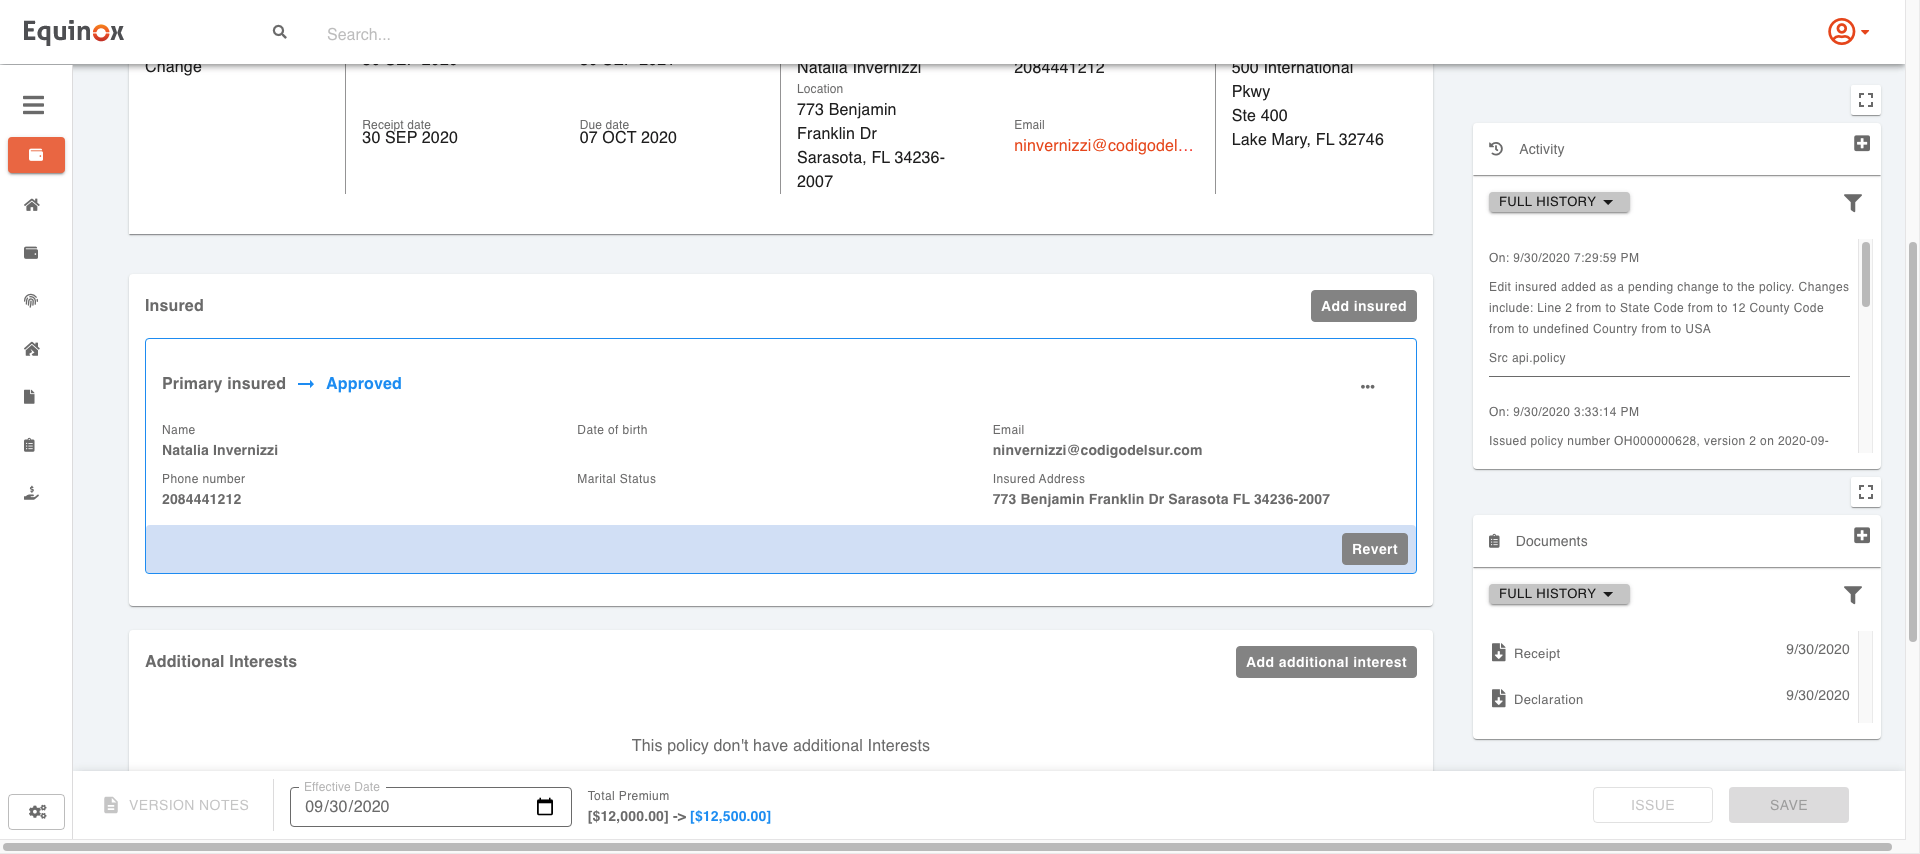 Equinox
Search...
Change
Receipt date
30 SEP 2020
Due date
07 OCT 2020
Natalia Invernizzi
Location
773 Benjamin
Franklin Dr
Sarasota, FL 34236-
2007
2084441212
Email
ninvernizzi@codigodel...
500 International
Pkwy
Ste 400
Lake Mary, FL 32746
Insured
Add insured
Primary insured → Approved
Name
Natalia Invernizzi
Date of birth
Email
ninvernizzi@codigodelsur.com
Phone number
2084441212
Marital Status
Insured Address
773 Benjamin Franklin Dr Sarasota FL 34236-2007
Revert
Additional Interests
Add additional interest
This policy don't have additional Interests
Activity
FULL HISTORY
On: 9/30/2020 7:29:59 PM
Edit insured added as a pending change to the policy. Changes
include: Line 2 from to State Code from to 12 County Code
from to undefined Country from to USA
Src api.policy
On: 9/30/2020 3:33:14 PM
Issued policy number OH000000628, version 2 on 2020-09-
Documents
FULL HISTORY
Receipt 9/30/2020
Declaration 9/30/2020
VERSION NOTES
Effective Date
09/30/2020
Total Premium
[$12,000.00] -> [$12,500.00]
ISSUE
SAVE